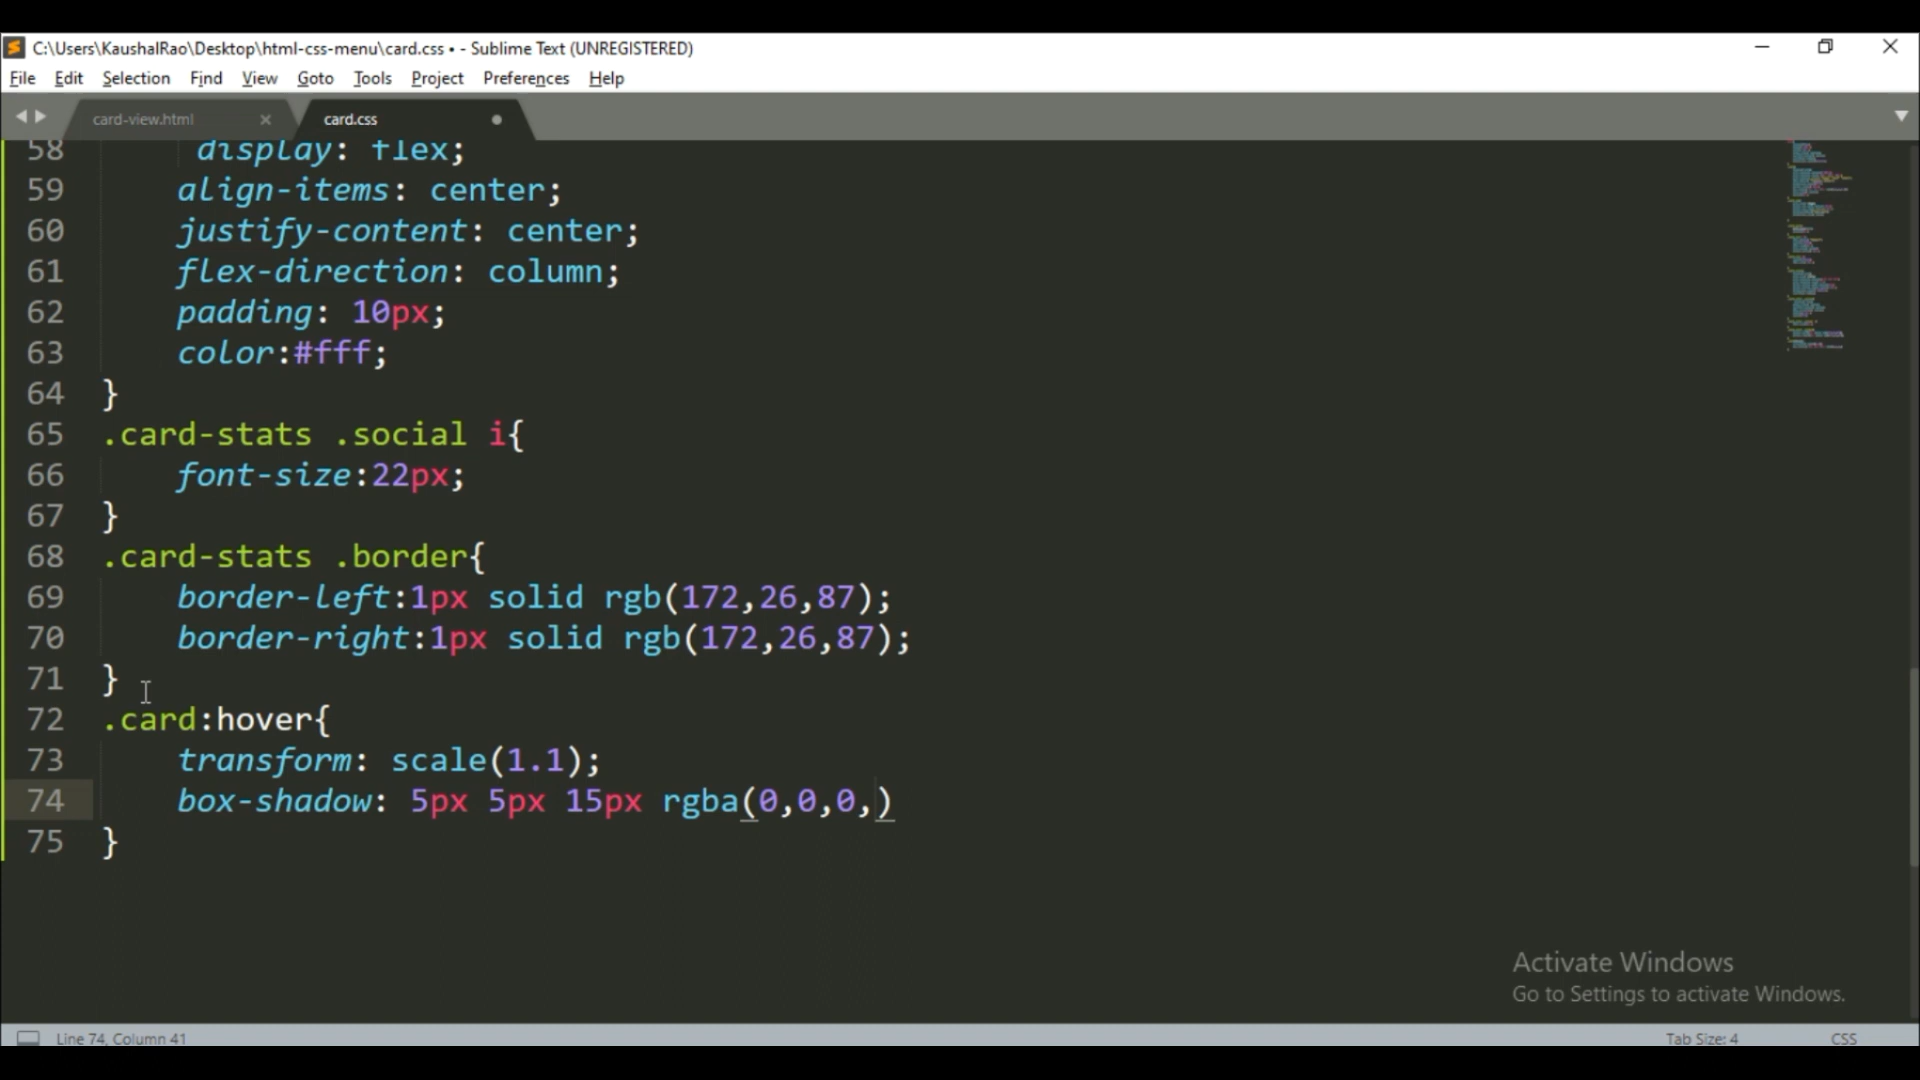 C:\Users\KaushalRao\Desktop\html-css-menu\card.css • - Sublime Text (UNREGISTERED)
File Edit Selection Find View Goto Tools Project Preferences Help
card-view.html card.css
58 display: flex;
59 align-items: center;
60 justify-content: center;
61 flex-direction: column;
62 padding: 10px;
63 color:#fff;
64 }
65 .card-stats .social i{
66 font-size:22px;
67 }
68 .card-stats .border{
69 border-left:1px solid rgb(172,26,87);
70 border-right:1px solid rgb(172,26,87);
71 }
72 .card:hover{
73 transform: scale(1.1);
74 box-shadow: 5px 5px 15px rgba(0,0,0,)
75 }
Activate Windows
Go to Settings to activate Windows.
Line 74, Column 41 Tab Size: 4 CSS